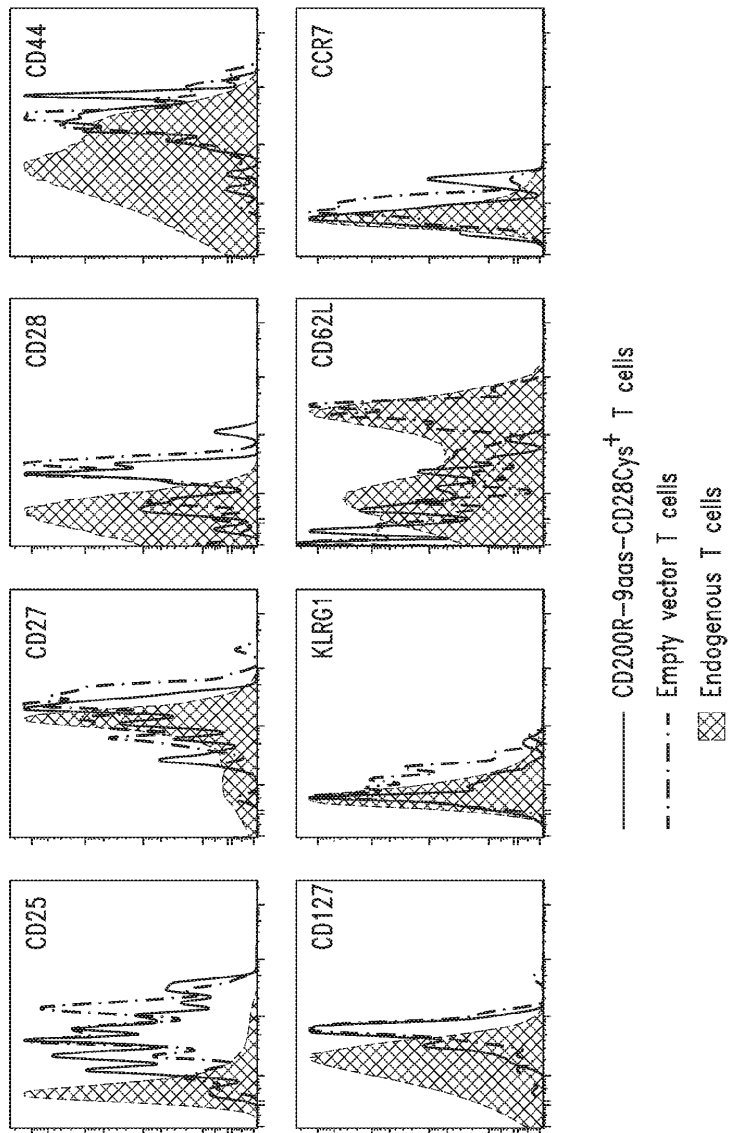 CD25
CD27
CD28
CD44
CD127
KLRG1
CD62L
CCR7
CD200R-9aas-CD28Cys+ T cells
Empty vector T cells
Endogenous T cells